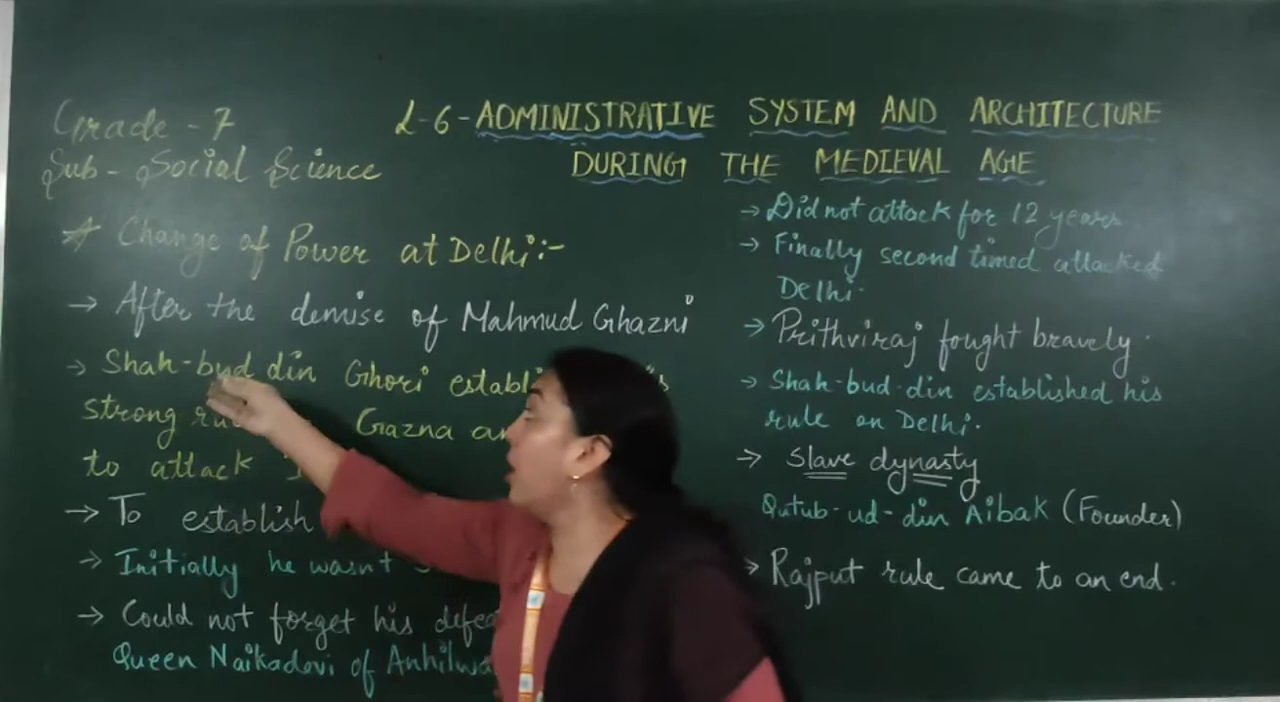 Grade - 7
Sub - Social Science
L-6- ADMINISTRATIVE SYSTEM AND ARCHITECTURE
DURING THE MEDIEVAL AGE
Change of Power at Delhi:-
→ After the demise of Mahmud Ghazni
→ Shah-bud din Ghori
strong Gazna
to attack
→ To establish
→ Initially he wasn't
→ Could not forget his
Queen Naikadevi of
→ Did not attack for 12 years.
→ Finally second timed attacked
Delhi.
→ Prithviraj fought bravely.
→ Shah-bud-din established his
rule on Delhi.
→ Slave dynasty
Qutub-ud-din Aibak (Founder)
→ Rajput rule came to an end.